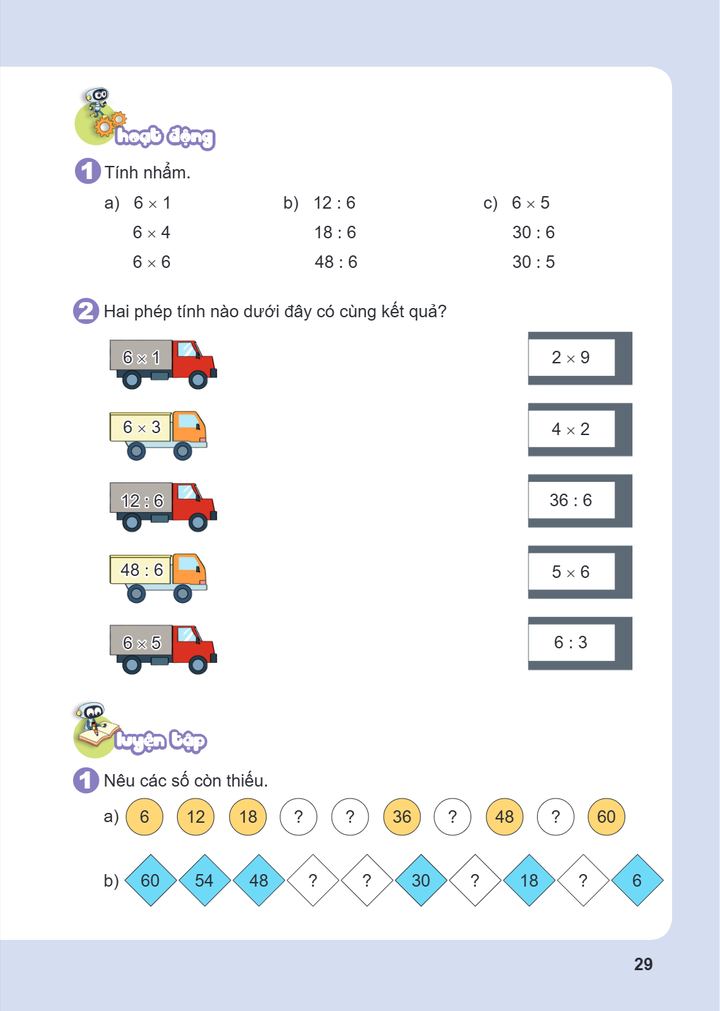 hoạt động
1 Tính nhẩm.
a) 6 × 1 b) 12 : 6 c) 6 × 5
6 × 4 18 : 6 30 : 6
6 × 6 48 : 6 30 : 5
2 Hai phép tính nào dưới đây có cùng kết quả?
6 × 1 2 × 9
6 × 3 4 × 2
12 : 6 36 : 6
48 : 6 5 × 6
6 × 5 6 : 3
luyện tập
1 Nêu các số còn thiếu.
a) 6 12 18 ? ? 36 ? 48 ? 60
b) 60 54 48 ? ? 30 ? 18 ? 6
29